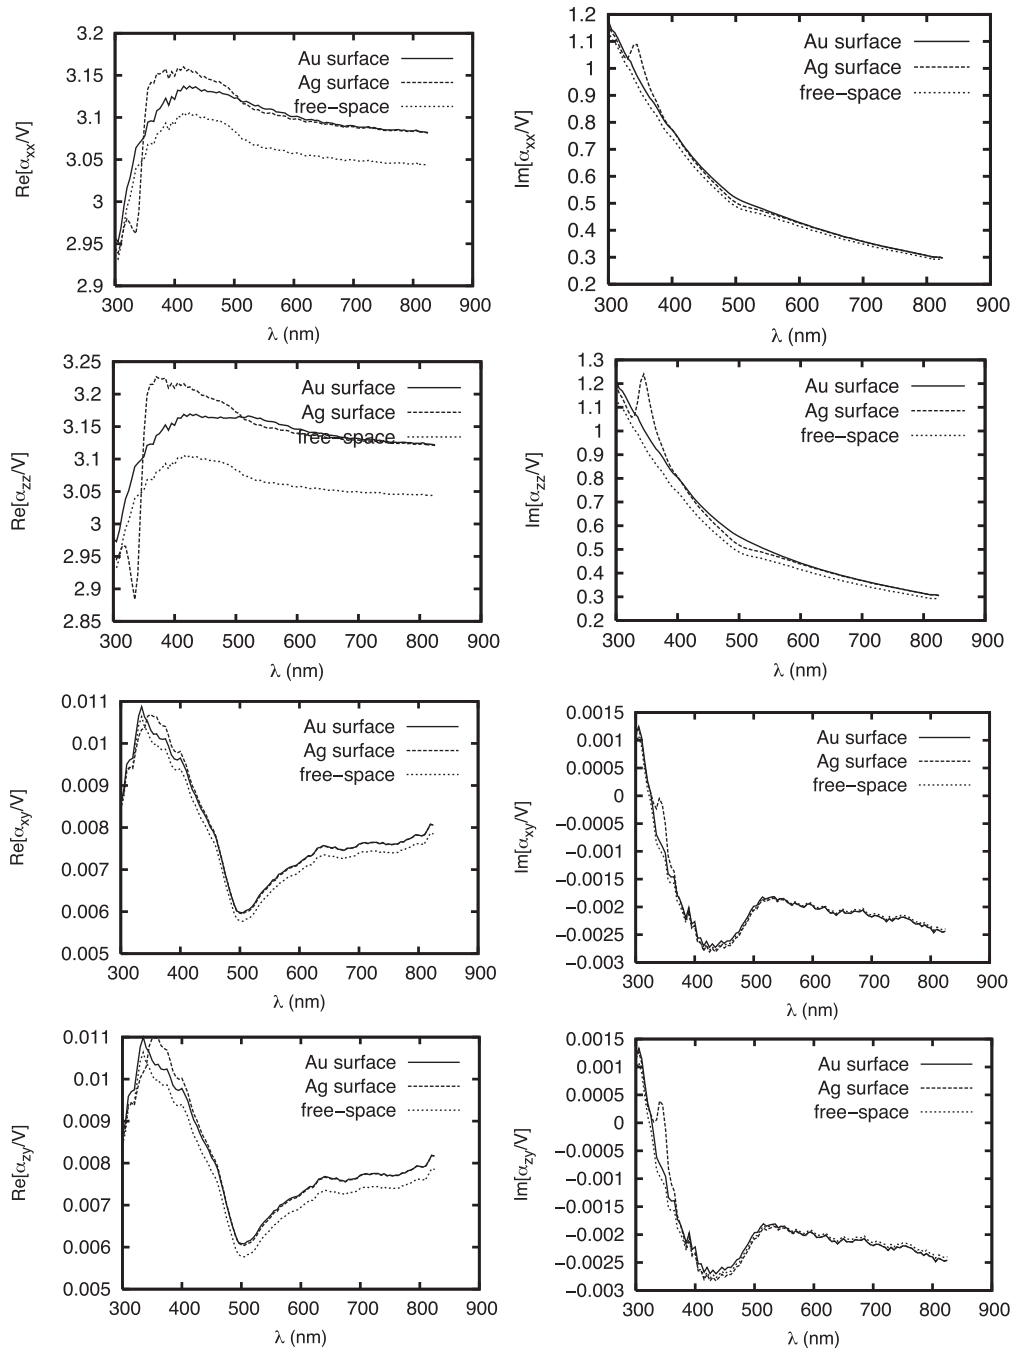 3.2
3.15
3.1
3.05
3
2.95
2.9
Re[αxx/V]
Au surface
Ag surface
free−space
300 400 500 600 700 800 900
λ (nm)
1.2
1.1
1
0.9
0.8
0.7
0.6
0.5
0.4
0.3
0.2
Im[αxx/V]
Au surface
Ag surface
free−space
300 400 500 600 700 800 900
λ (nm)
3.25
3.2
3.15
3.1
3.05
3
2.95
2.9
2.85
Re[αzz/V]
Au surface
Ag surface
free−space
300 400 500 600 700 800 900
λ (nm)
1.3
1.2
1.1
1
0.9
0.8
0.7
0.6
0.5
0.4
0.3
0.2
Im[αzz/V]
Au surface
Ag surface
free−space
300 400 500 600 700 800 900
λ (nm)
0.011
0.01
0.009
0.008
0.007
0.006
0.005
Re[αxy/V]
Au surface
Ag surface
free−space
300 400 500 600 700 800 900
λ (nm)
0.0015
0.001
0.0005
0
−0.0005
−0.001
−0.0015
−0.002
−0.0025
−0.003
Im[αxy/V]
Au surface
Ag surface
free−space
300 400 500 600 700 800 900
λ (nm)
0.011
0.01
0.009
0.008
0.007
0.006
0.005
Re[αzy/V]
Au surface
Ag surface
free−space
300 400 500 600 700 800 900
λ (nm)
0.0015
0.001
0.0005
0
−0.0005
−0.001
−0.0015
−0.002
−0.0025
−0.003
Im[αzy/V]
Au surface
Ag surface
free−space
300 400 500 600 700 800 900
λ (nm)